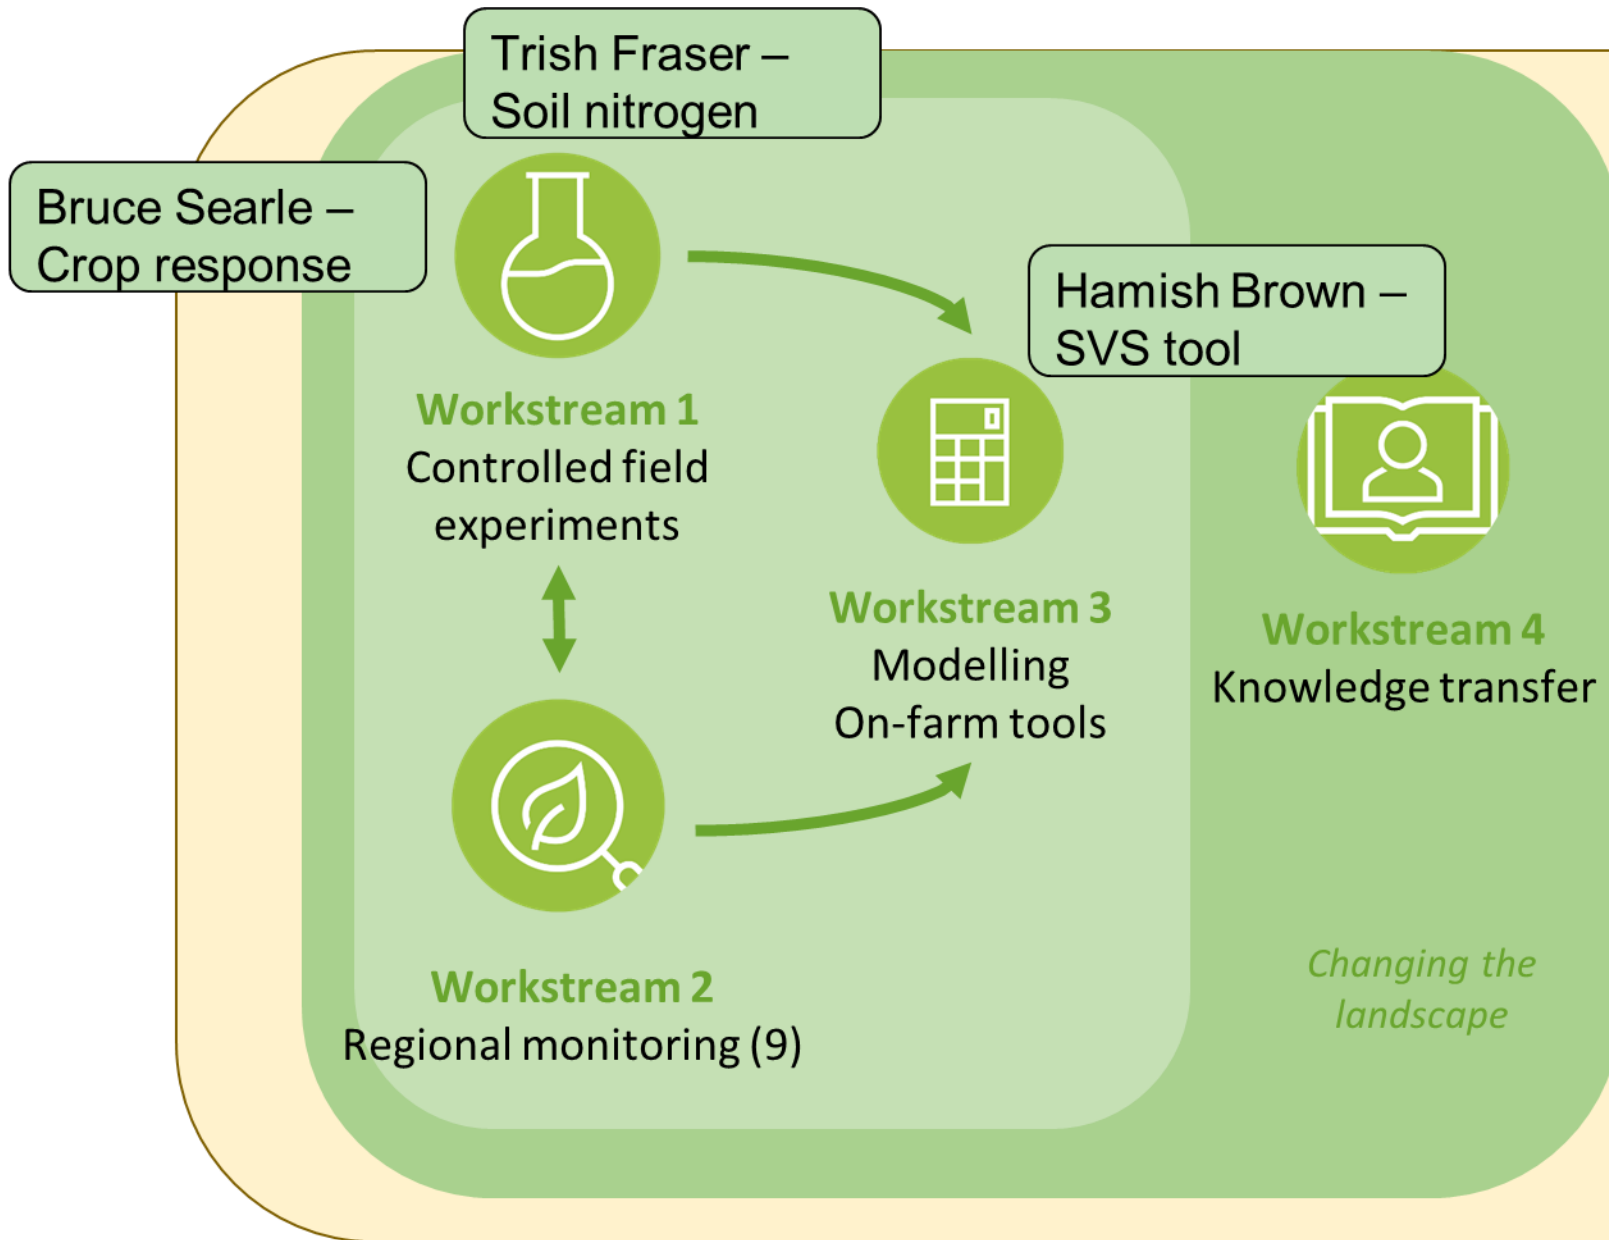 Trish Fraser –
Soil nitrogen
Bruce Searle –
Crop response
Hamish Brown –
SVS tool
Workstream 1
Controlled field
experiments
Workstream 3
Modelling
On-farm tools
Workstream 4
Knowledge transfer
Workstream 2
Regional monitoring (9)
Changing the
landscape